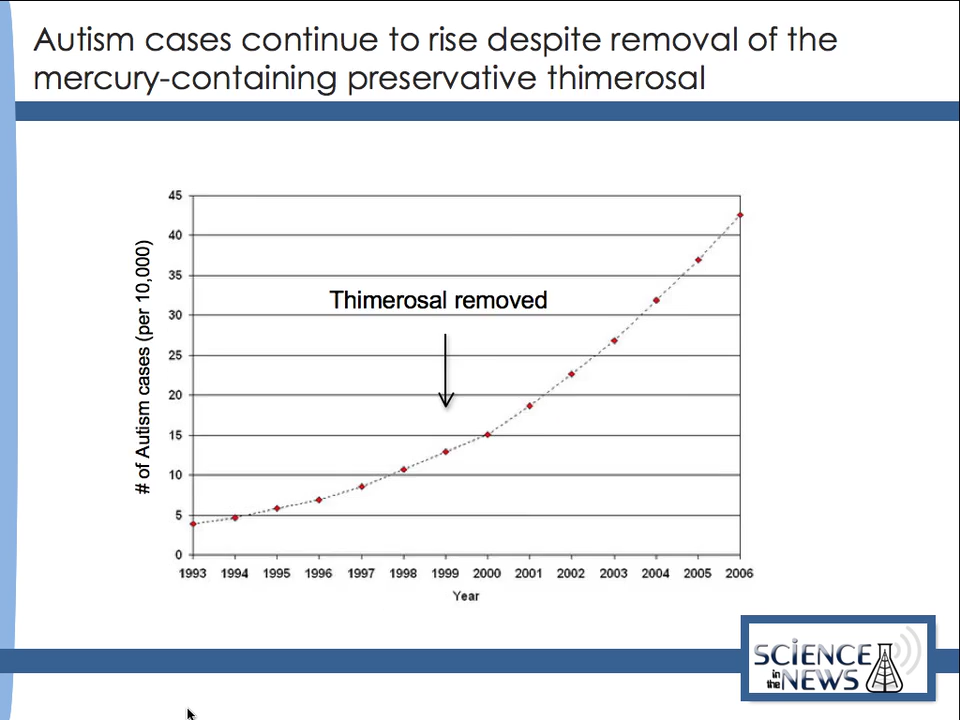 Autism cases continue to rise despite removal of the
mercury-containing preservative thimerosal
# of Autism cases (per 10,000)
45
40
35
30
25
20
15
10
5
0
Thimerosal removed
1993 1994 1995 1996 1997 1998 1999 2000 2001 2002 2003 2004 2005 2006
Year
SCiENCE
in the NEWS